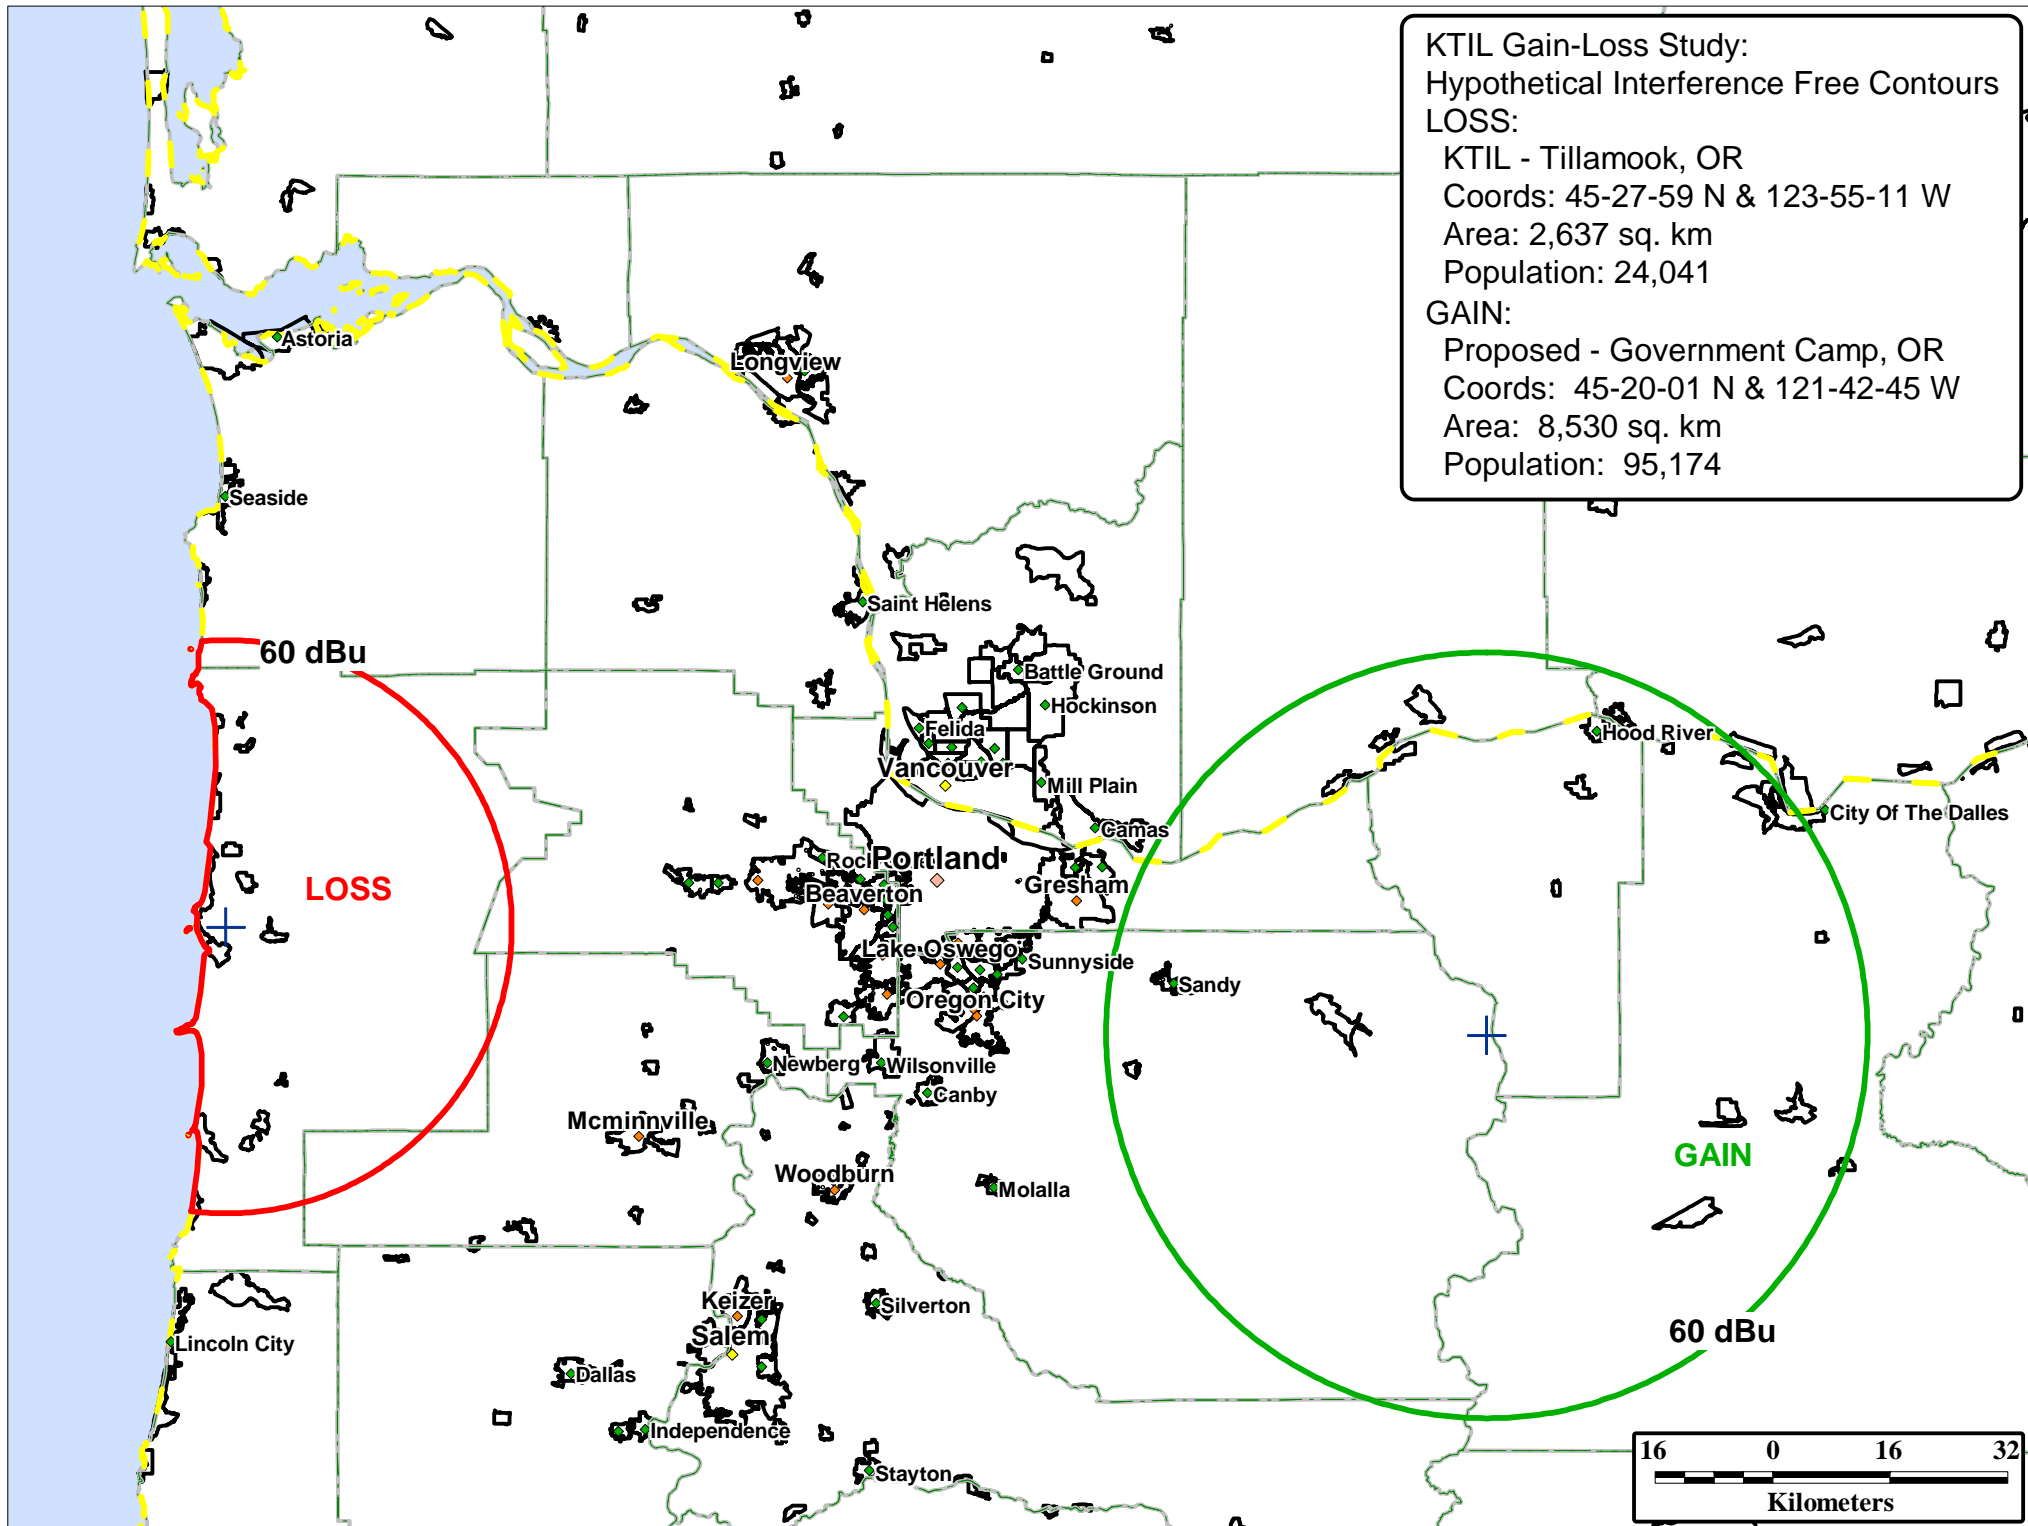 KTIL Gain-Loss Study:
Hypothetical Interference Free Contours
LOSS:
KTIL - Tillamook, OR
Coords: 45-27-59 N & 123-55-11 W
Area: 2,637 sq. km
Population: 24,041
GAIN:
Proposed - Government Camp, OR
Coords: 45-20-01 N & 121-42-45 W
Area: 8,530 sq. km
Population: 95,174
Astoria
Longview
Seaside
Saint Helens
60 dBu
Battle Ground
Hockinson
Felida
Hood River
Vancouver
Mill Plain
City Of The Dalles
Camas
Portland
LOSS
Gresham
Beaverton
Lake Oswego
Sunnyside
Sandy
Oregon City
Newberg
Wilsonville
Canby
Mcminnville
GAIN
Woodburn
Molalla
Keizer
Silverton
Salem
60 dBu
Lincoln City
Dallas
Independence
Stayton
16 0 16 32
Kilometers